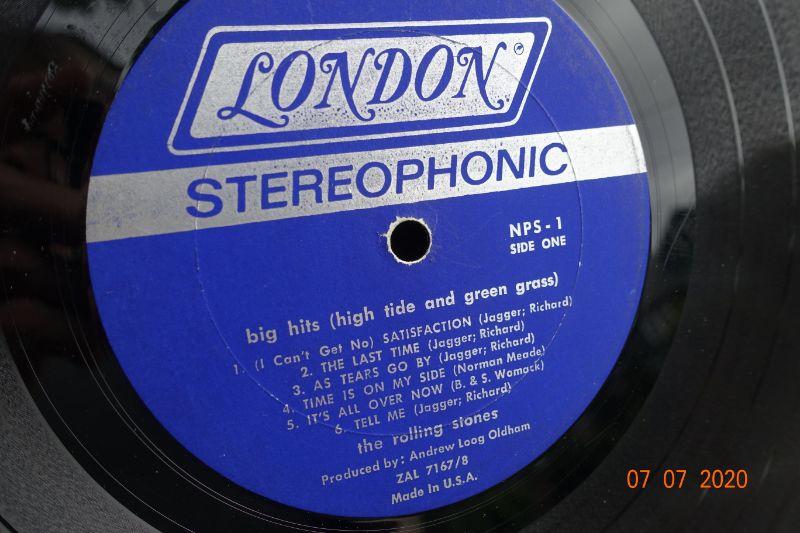 LONDON
STEREOPHONIC
NPS-1
SIDE ONE
big hits (high tide and green grass)
1. (I Can't Get No) SATISFACTION (Jagger; Richard)
2. THE LAST TIME (Jagger; Richard)
3. AS TEARS GO BY (Jagger; Richard)
4. TIME IS ON MY SIDE (Norman Meade)
5. IT'S ALL OVER NOW (B. & S. Womack)
6. TELL ME (Jagger; Richard)
the rolling stones
Produced by: Andrew Loog Oldham
ZAL 7167/8
Made in U.S.A.
07 07 2020